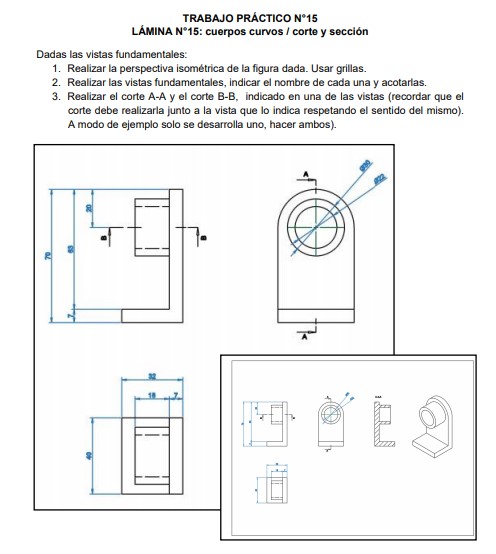 TRABAJO PRÁCTICO N°15
LÁMINA N°15: cuerpos curvos / corte y sección
Dadas las vistas fundamentales:
1. Realizar la perspectiva isométrica de la figura dada. Usar grillas.
2. Realizar las vistas fundamentales, indicar el nombre de cada una y acotarlas.
3. Realizar el corte A-A y el corte B-B, indicado en una de las vistas (recordar que el
corte debe realizarla junto a la vista que lo indica respetando el sentido del mismo).
A modo de ejemplo solo se desarrolla uno, hacer ambos).
A
Ø30
Ø22
20
B
B
70
63
7
A
32
18
7
40